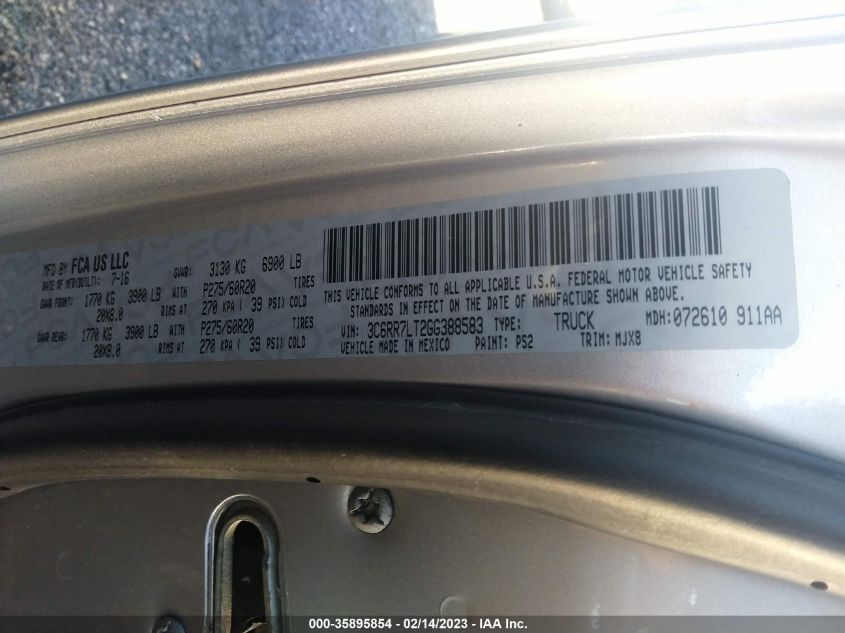 MFD BY FCA US LLC
DATE OF MFD(BUILT): 7-16
GVWR: 3130 KG 6900 LB
GAWR FRONT: 1770 KG 3900 LB WITH P275/60R20 TIRES
20X8.0 RIMS AT 270 KPA ( 39 PSI) COLD
GAWR REAR: 1770 KG 3900 LB WITH P275/60R20 TIRES
20X8.0 RIMS AT 270 KPA ( 39 PSI) COLD
THIS VEHICLE CONFORMS TO ALL APPLICABLE U.S.A. FEDERAL MOTOR VEHICLE SAFETY
STANDARDS IN EFFECT ON THE DATE OF MANUFACTURE SHOWN ABOVE.
VIN: 3C6RR7LT2GG388583 TYPE: TRUCK MDH: 072610 911AA
VEHICLE MADE IN MEXICO PAINT: PS2 TRIM: MJX8
000-35895854 / 02/14/2023 - IAA Inc.